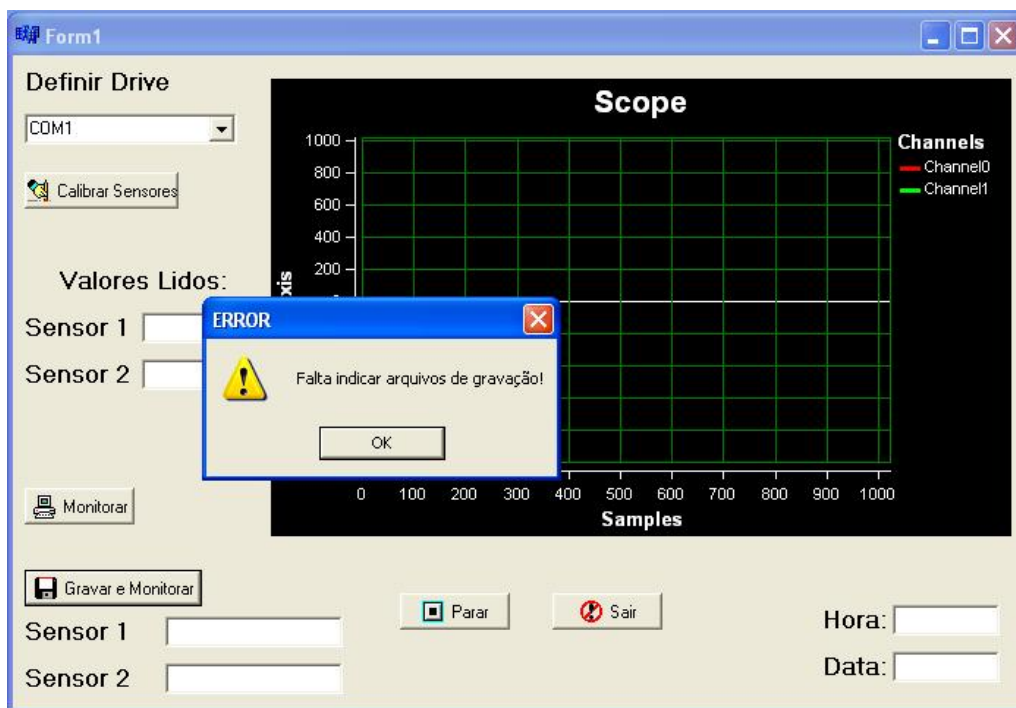 Form1
Definir Drive
COM1
Calibrar Sensores
Valores Lidos:
Sensor 1
Sensor 2
Monitorar
Gravar e Monitorar
Sensor 1
Sensor 2
Scope
1000
800
600
400
200
xis
0 100 200 300 400 500 600 700 800 900 1000
Samples
Channels
Channel0
Channel1
ERROR
Falta indicar arquivos de gravação!
OK
Parar
Sair
Hora:
Data: